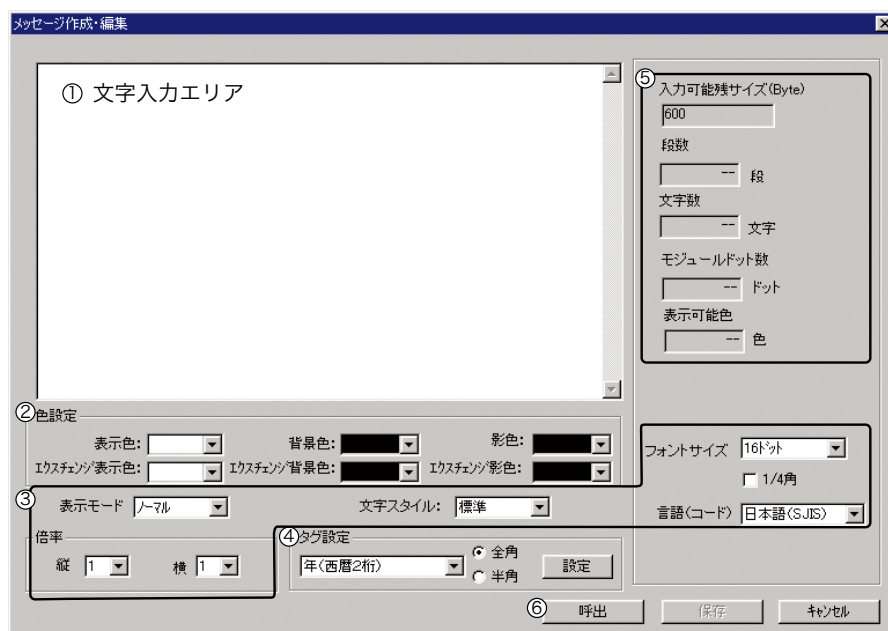 メッセージ作成・編集
① 文字入力エリア
⑤
入力可能残サイズ(Byte)
600
段数
-- 段
文字数
-- 文字
モジュールドット数
-- ドット
表示可能色
-- 色
②色設定
表示色: 背景色: 影色:
エクスチェンジ表示色: エクスチェンジ背景色: エクスチェンジ影色:
フォントサイズ 16ドット
1/4角
言語(コード) 日本語(SJIS)
③ 表示モード ノーマル 文字スタイル: 標準
倍率
縦 1 横 1
④タグ設定
年(西暦2桁) 全角 半角 設定
⑥ 呼出 保存 キャンセル